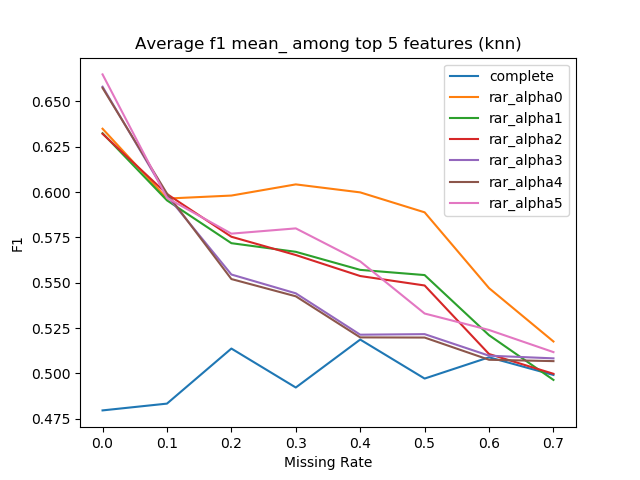 Average f1 mean_ among top 5 features (knn)
complete
rar_alpha0
rar_alpha1
rar_alpha2
rar_alpha3
rar_alpha4
rar_alpha5
F1
0.650
0.625
0.600
0.575
0.550
0.525
0.500
0.475
0.0 0.1 0.2 0.3 0.4 0.5 0.6 0.7
Missing Rate